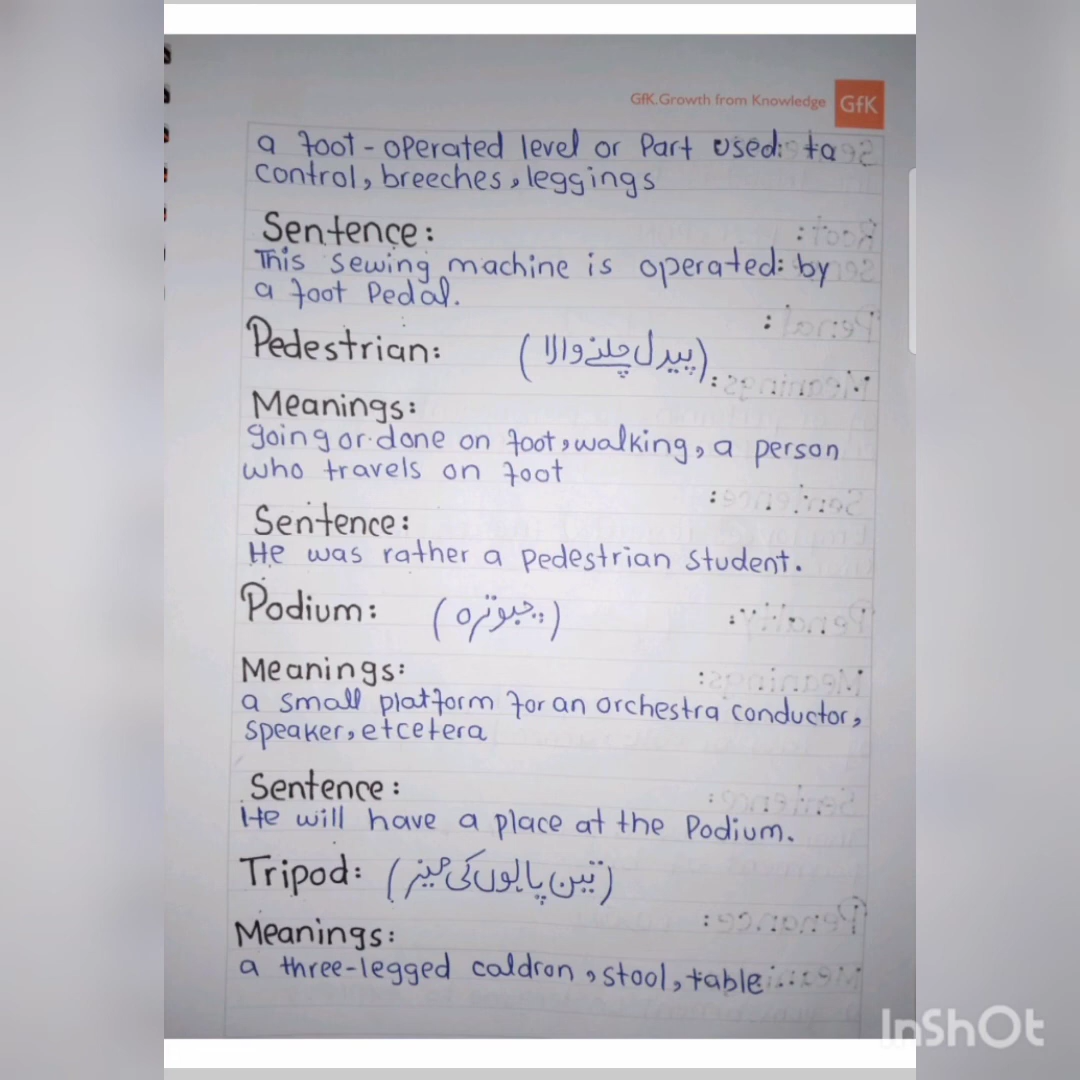 GfK.Growth from Knowledge GfK
a foot-operated level or Part used: to
control, breeches, leggings
Sentence:
This sewing machine is operated: by
a foot Pedal.
Pedestrian: (پیدل چلنے والا)
Meanings:
going or done on foot, walking, a person
who travels on foot
Sentence:
He was rather a pedestrian student.
Podium: (چبوترہ)
Meanings:
a small platform for an orchestra conductor,
speaker, etcetera
Sentence:
He will have a place at the Podium.
Tripod: (تین پایوں کی میز)
Meanings:
a three-legged caldron, stool, table
InShOt